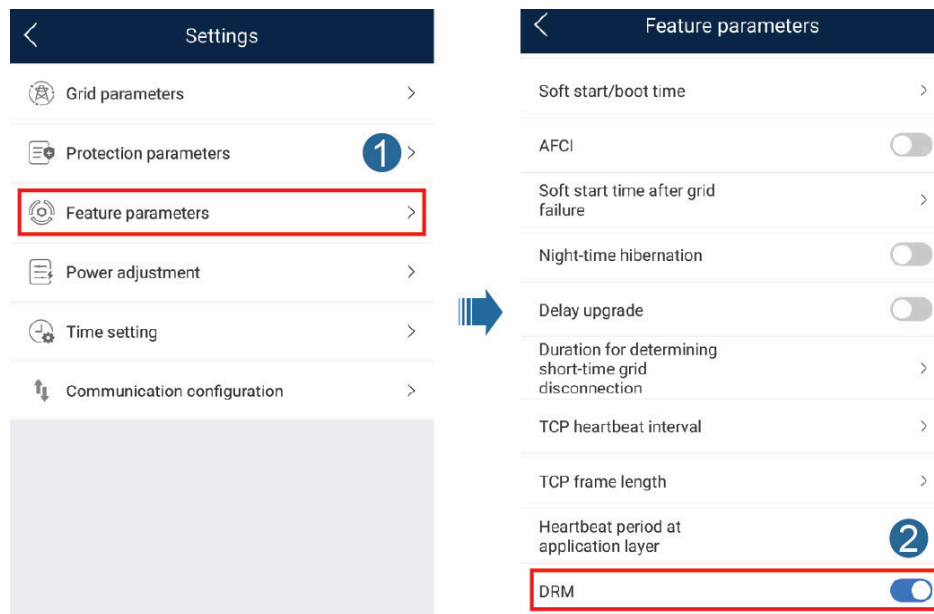 Settings
Grid parameters
Protection parameters
1
Feature parameters
Power adjustment
Time setting
Communication configuration
Feature parameters
Soft start/boot time
AFCI
Soft start time after grid
failure
Night-time hibernation
Delay upgrade
Duration for determining
short-time grid
disconnection
TCP heartbeat interval
TCP frame length
Heartbeat period at
application layer
2
DRM